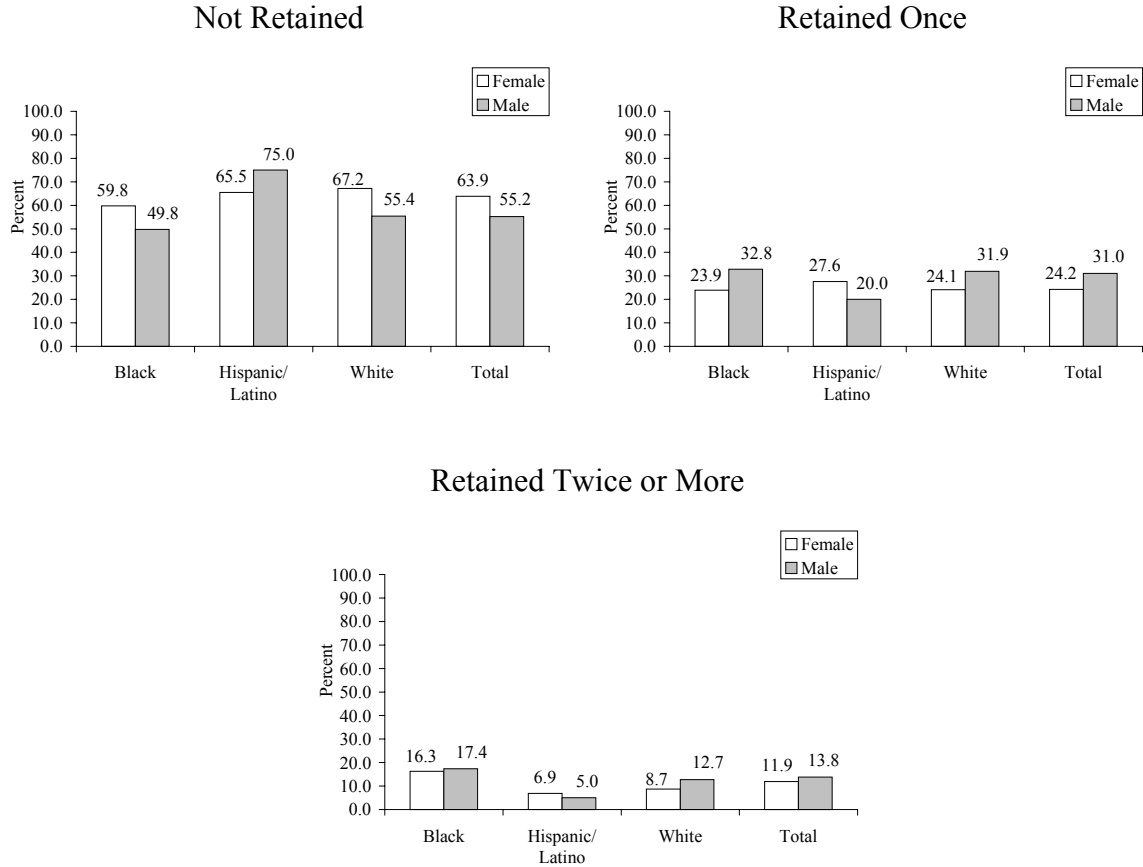 Not Retained
Female
Male
100.0
90.0
80.0
70.0
60.0
50.0
40.0
30.0
20.0
10.0
0.0
Percent
59.8
49.8
65.5
75.0
67.2
55.4
63.9
55.2
Black
Hispanic/
Latino
White
Total
Retained Once
Female
Male
100.0
90.0
80.0
70.0
60.0
50.0
40.0
30.0
20.0
10.0
0.0
Percent
23.9
32.8
27.6
20.0
24.1
31.9
24.2
31.0
Black
Hispanic/
Latino
White
Total
Retained Twice or More
Female
Male
100.0
90.0
80.0
70.0
60.0
50.0
40.0
30.0
20.0
10.0
0.0
Percent
16.3
17.4
6.9
5.0
8.7
12.7
11.9
13.8
Black
Hispanic/
Latino
White
Total